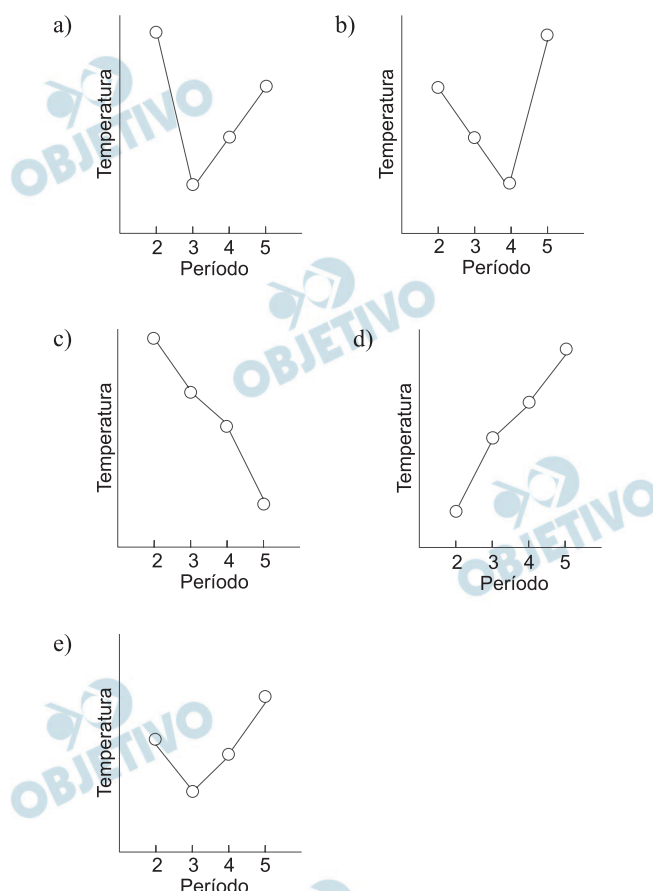 a)
Temperatura
2 3 4 5
Período
b)
Temperatura
2 3 4 5
Período
OBJETIVO
OBJETIVO
c)
Temperatura
2 3 4 5
Período
d)
Temperatura
2 3 4 5
Período
OBJETIVO
e)
Temperatura
2 3 4 5
Período
OBJETIVO